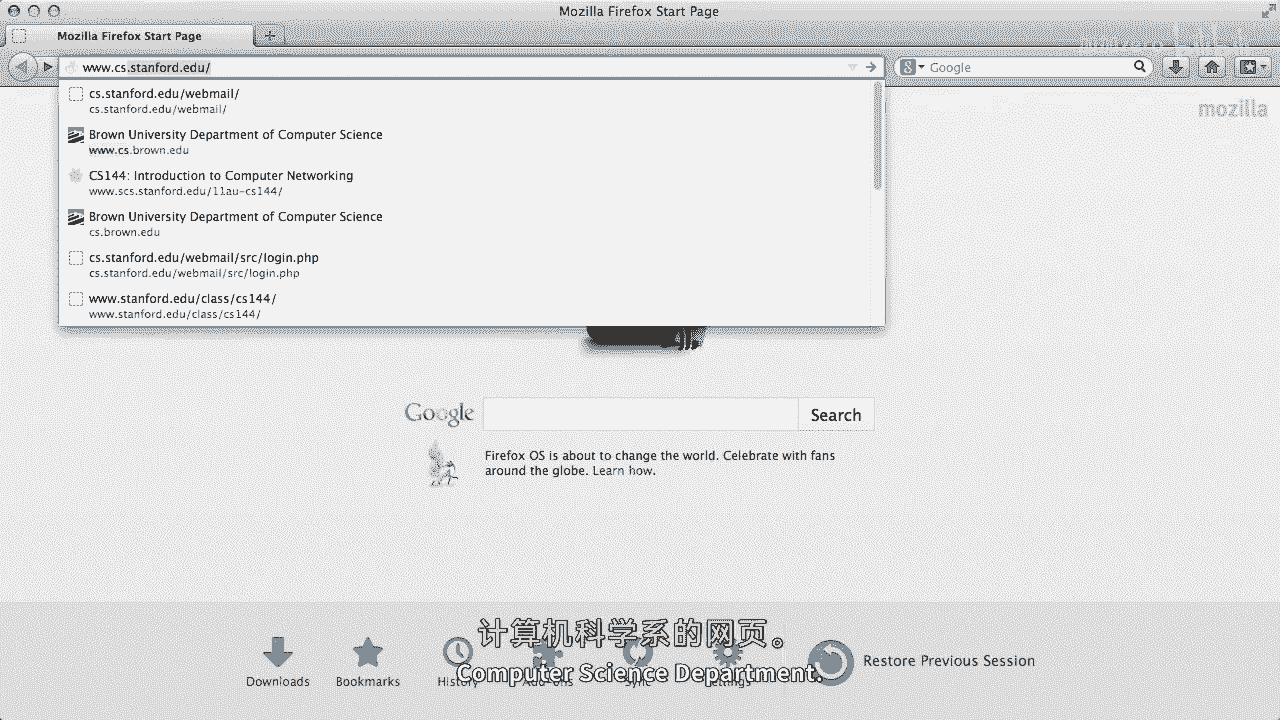 Mozilla Firefox Start Page
Mozilla Firefox Start Page
www.cs.stanford.edu/
Google
cs.stanford.edu/webmail/
cs.stanford.edu/webmail/
mozilla
Brown University Department of Computer Science
www.cs.brown.edu
CS144: Introduction to Computer Networking
www.scs.stanford.edu/11au-cs144/
Brown University Department of Computer Science
cs.brown.edu
cs.stanford.edu/webmail/src/login.php
cs.stanford.edu/webmail/src/login.php
www.stanford.edu/class/cs144/
www.stanford.edu/class/cs144/
Google
Search
Firefox OS is about to change the world. Celebrate with fans
around the globe. Learn how.
计算机科学系的网页。
Computer Science Department.
Restore Previous Session
Downloads
Bookmarks
History
Add-ons
Sync
Settings